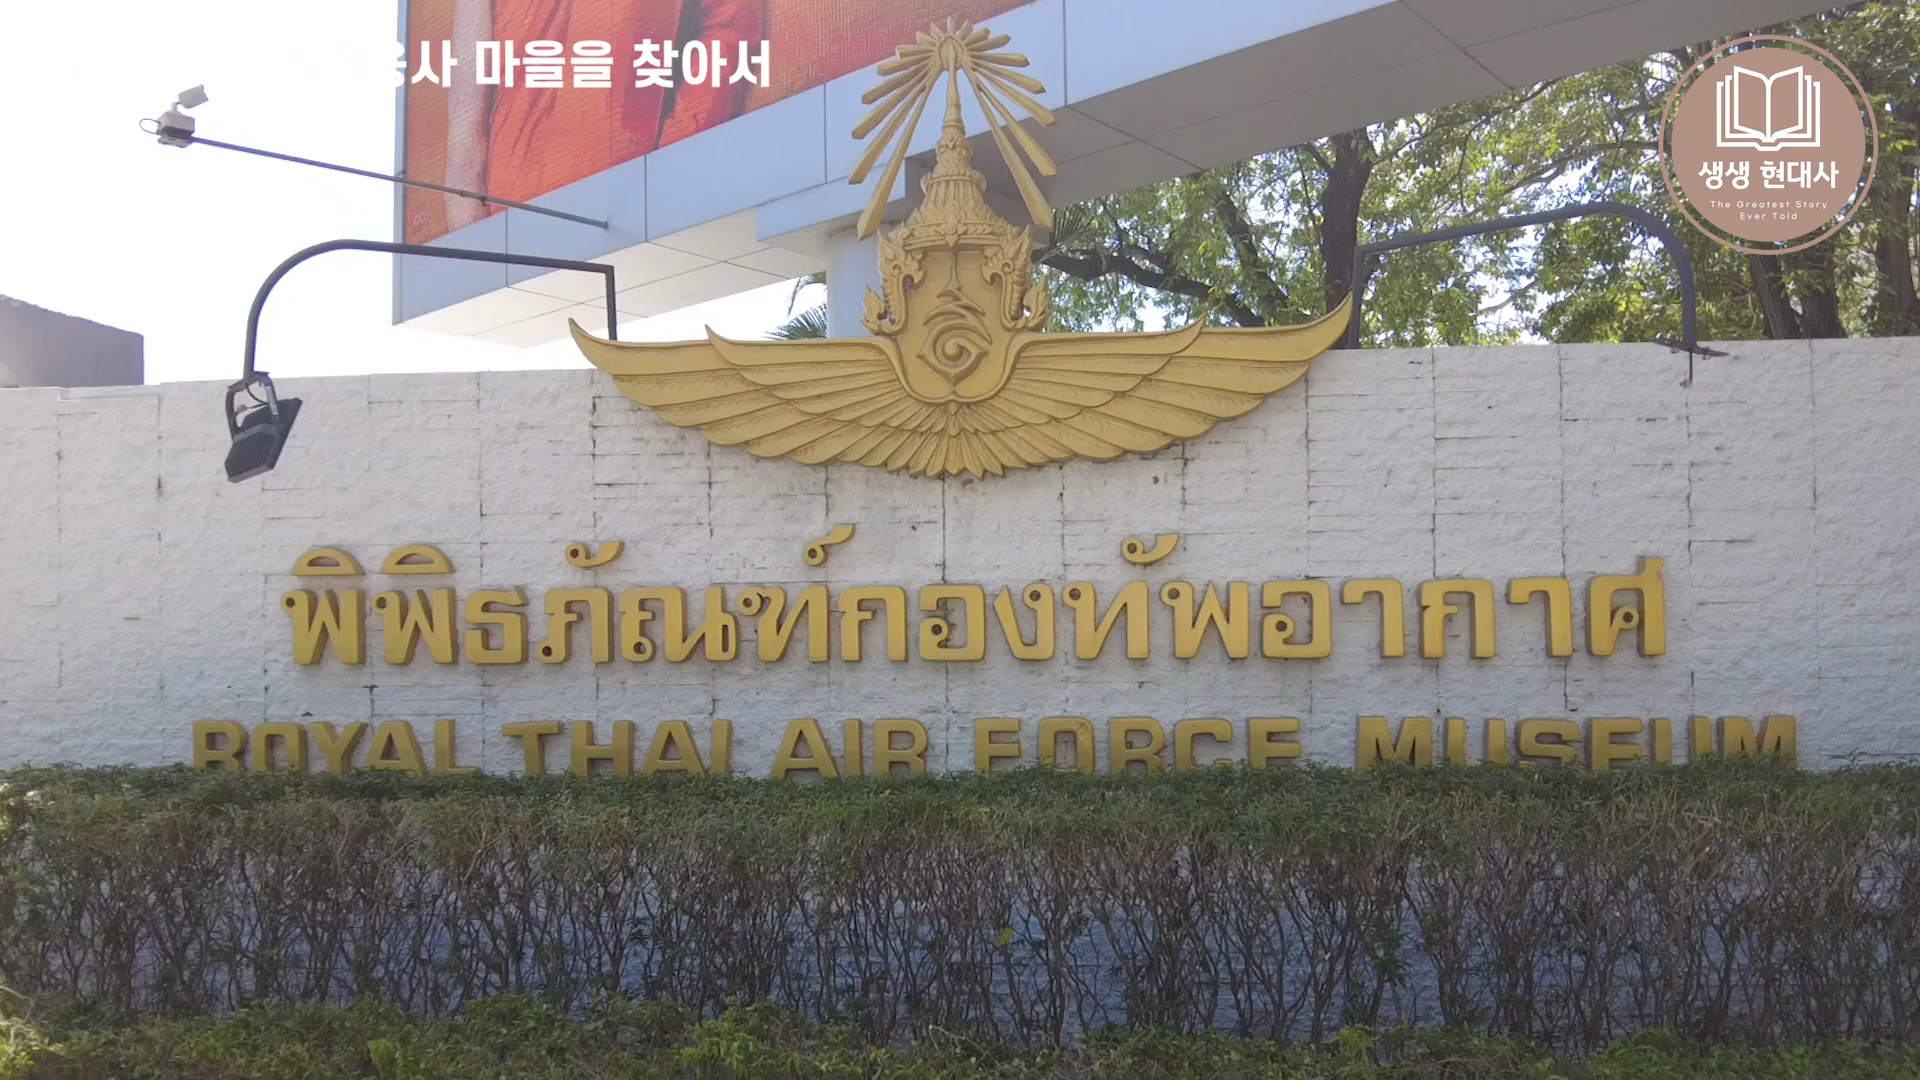 마을을 찾아서
생생 현대사
The Greatest Story
Ever Told
พิพิธภัณฑ์กองทัพอากาศ
ROYAL THAI AIR FORCE MUSEUM